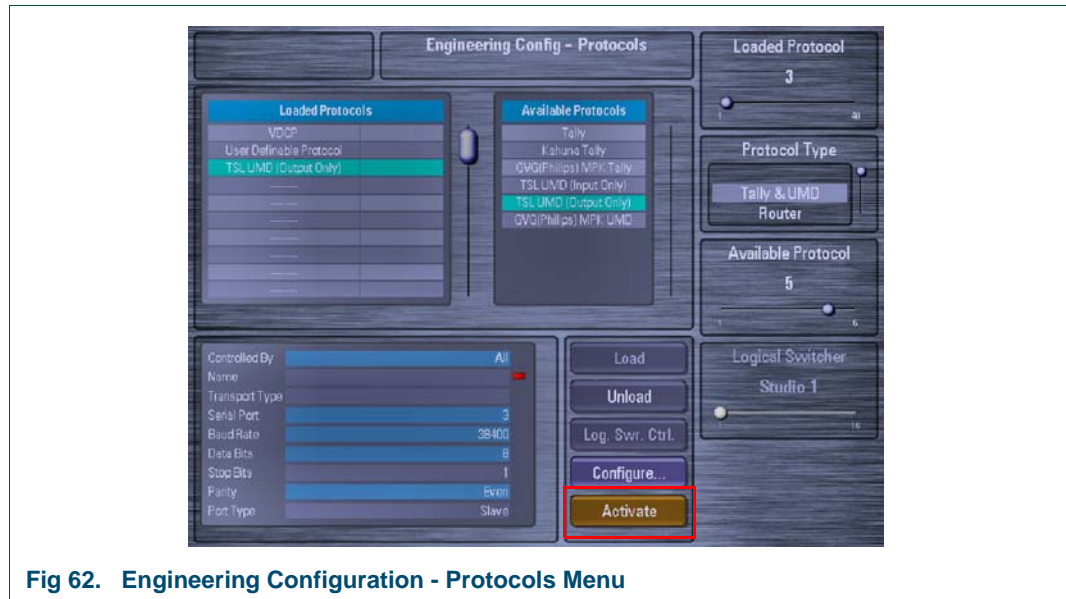 Engineering Config - Protocols
Loaded Protocols
VDCP
User Definable Protocol
TSL UMD (Output Only)
--------
--------
--------
--------
--------
--------
--------
Available Protocols
Tally
Kahuna Tally
GVG(Philips) MPK Tally
TSL UMD (Input Only)
TSL UMD (Output Only)
GVG(Philips) MPK UMD
Loaded Protocol
3
1 40
Protocol Type
Tally & UMD
Router
Available Protocol
5
1 6
Logical Switcher
Studio 1
1 16
Controlled By All
Name
Transport Type
Serial Port 3
Baud Rate 38400
Data Bits 8
Stop Bits 1
Parity Even
Port Type Slave
Load
Unload
Log. Swr. Ctrl.
Configure...
Activate
Fig 62. Engineering Configuration - Protocols Menu